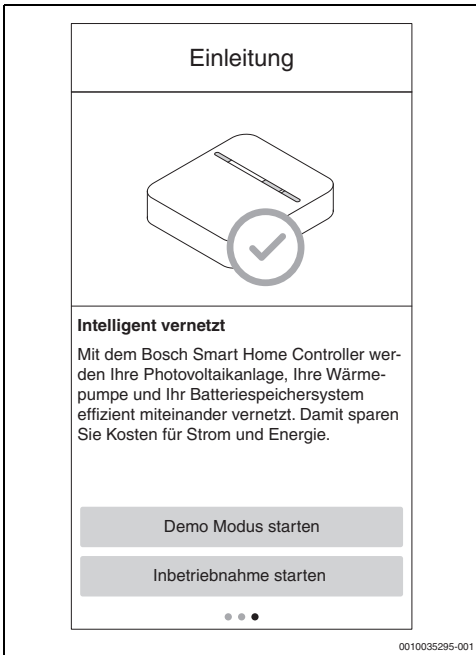 Einleitung
Intelligent vernetzt
Mit dem Bosch Smart Home Controller wer-
den Ihre Photovoltaikanlage, Ihre Wärme-
pumpe und Ihr Batteriespeichersystem
effizient miteinander vernetzt. Damit sparen
Sie Kosten für Strom und Energie.
Demo Modus starten
Inbetriebnahme starten
0010035295-001